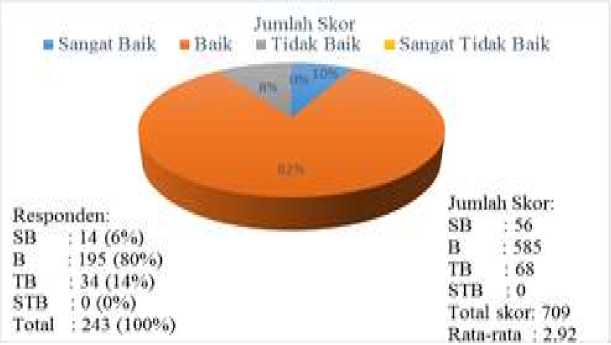 Jumlah Skor
Sangat Baik Baik Tidak Baik Sangat Tidak Baik
0% 10%
8%
82%
Responden:
SB : 14 (6%)
B : 195 (80%)
TB : 34 (14%)
STB : 0 (0%)
Total : 243 (100%)
Jumlah Skor:
SB : 56
B : 585
TB : 68
STB : 0
Total skor: 709
Rata-rata : 2,92